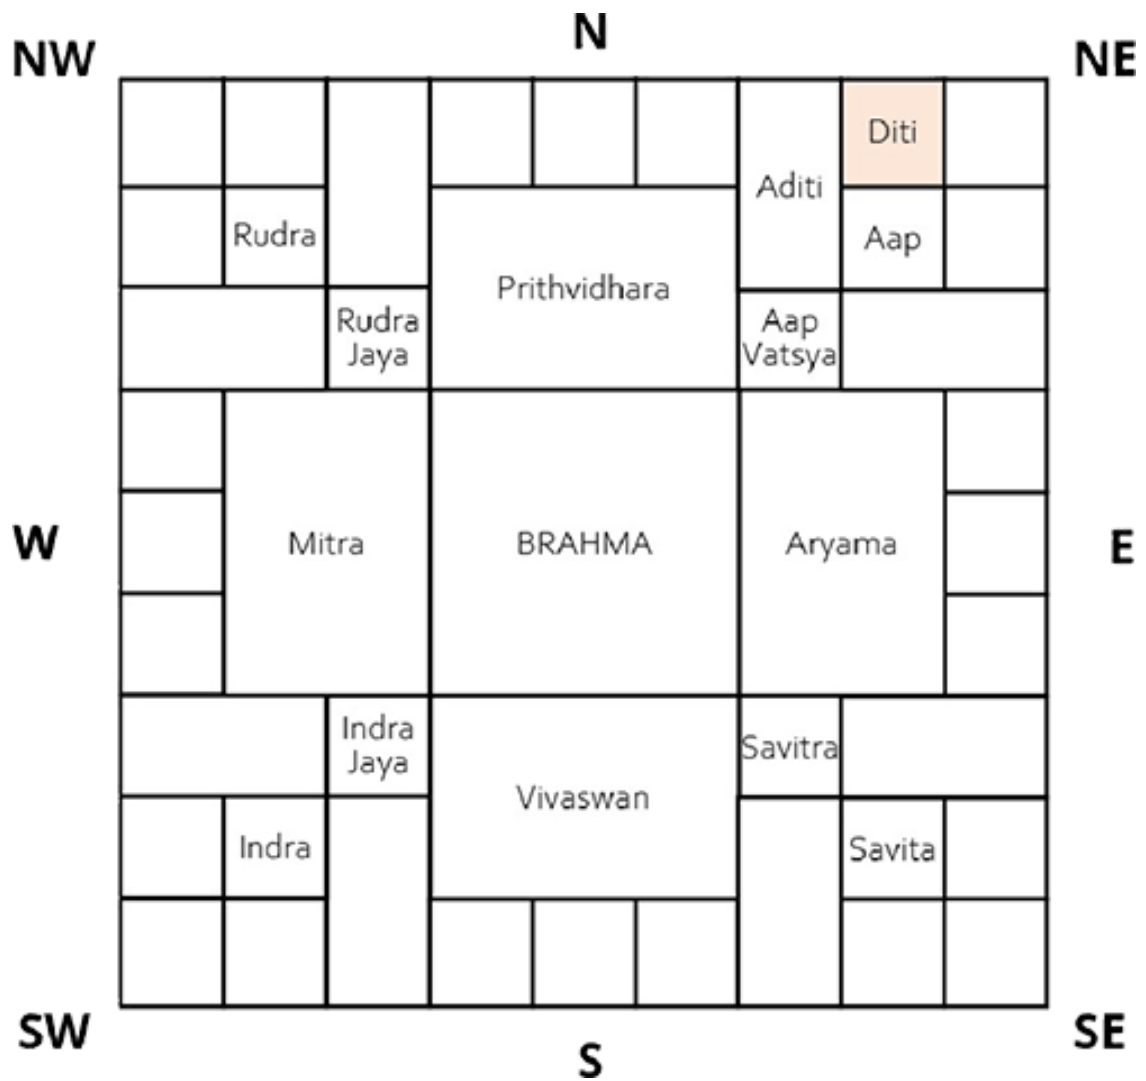 N
NW
NE
Diti
Aditi
Rudra
Aap
Prithvidhara
Rudra
Jaya
Aap
Vatsya
W
Mitra
BRAHMA
Aryama
E
Indra
Jaya
Savitra
Vivaswan
Indra
Savita
SW
SE
S